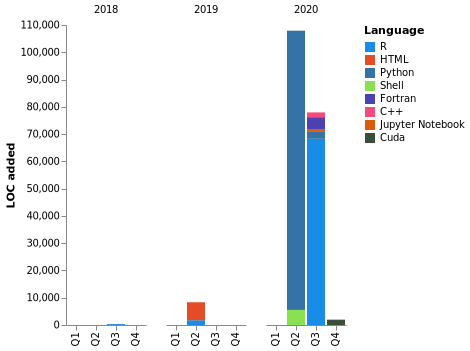 2018 2019 2020
LOC added
110,000
100,000
90,000
80,000
70,000
60,000
50,000
40,000
30,000
20,000
10,000
0
Q1 Q2 Q3 Q4 Q1 Q2 Q3 Q4 Q1 Q2 Q3 Q4
Language
R
HTML
Python
Shell
Fortran
C++
Jupyter Notebook
Cuda